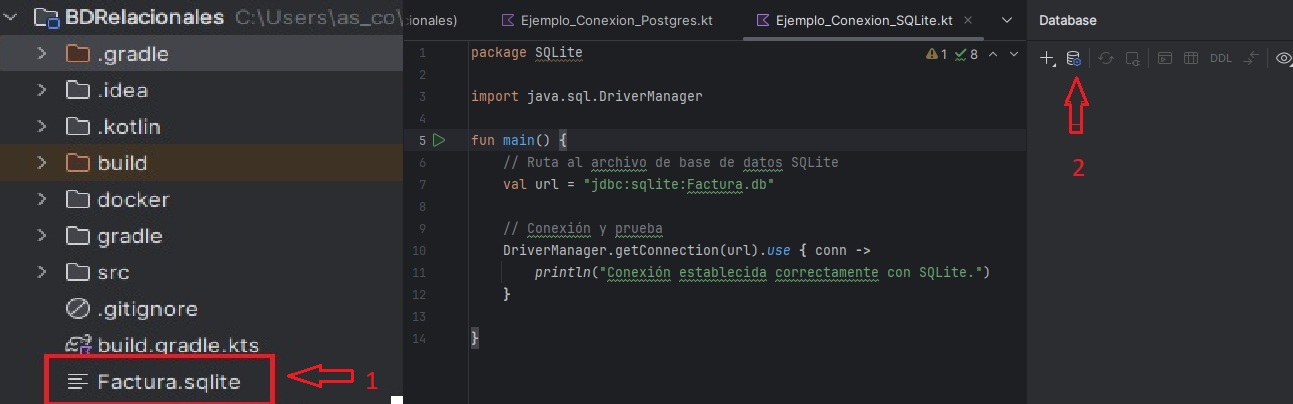 BDRelacionales C:\Users\as_co\
.gradle
.idea
.kotlin
build
docker
gradle
src
.gitignore
build.gradle.kts
Factura.sqlite
1
ionales)
Ejemplo_Conexion_Postgres.kt
Ejemplo_Conexion_SQLite.kt
1 package SQLite
1 8
2
3 import java.sql.DriverManager
4
5 fun main() {
6 // Ruta al archivo de base de datos SQLite
7 val url = "jdbc:sqlite:Factura.db"
8
9 // Conexión y prueba
10 DriverManager.getConnection(url).use { conn ->
11 println("Conexión establecida correctamente con SQLite.")
12 }
13
14 }
Database
DDL
2